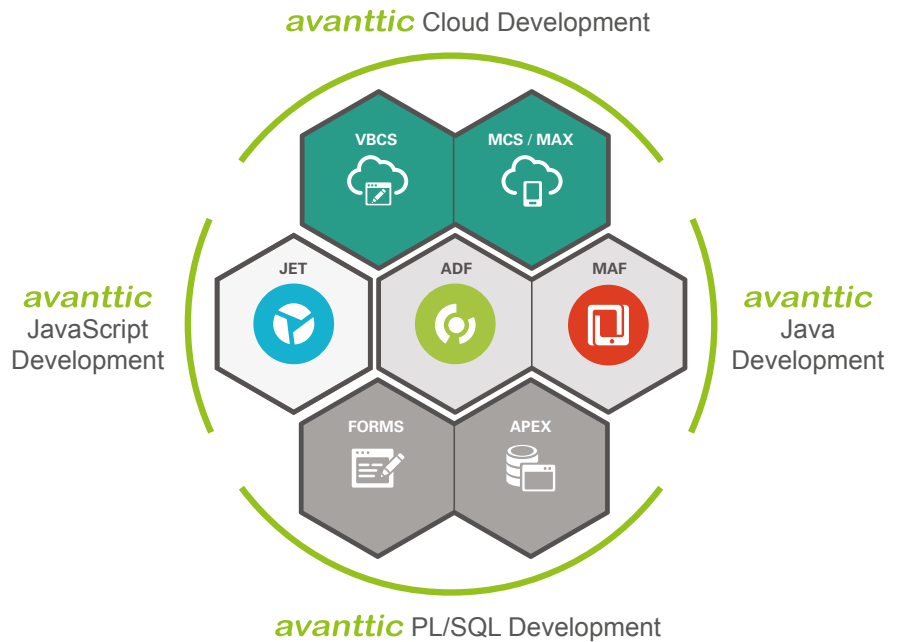 avanttic Cloud Development
VBCS
MCS / MAX
JET
ADF
MAF
avanttic
JavaScript
Development
avanttic
Java
Development
FORMS
APEX
avanttic PL/SQL Development